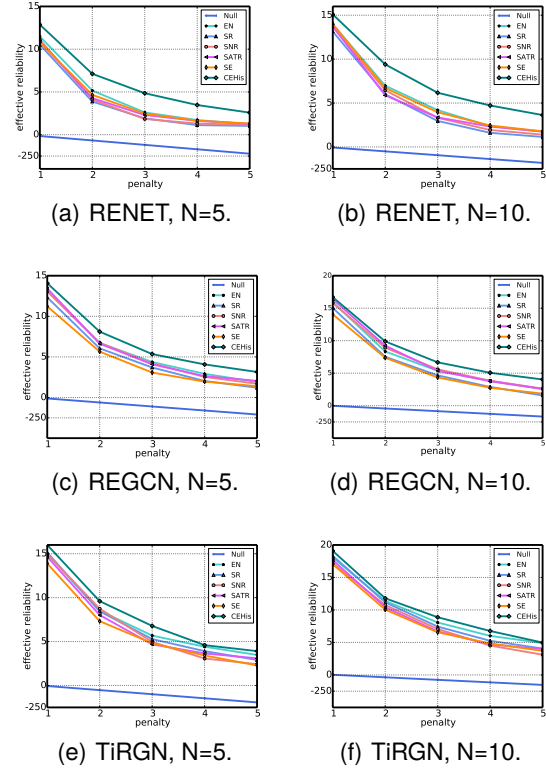 15
10
5
0
-250
effective reliability
1 2 3 4 5
penalty
Null
EN
SR
SNR
SATR
SE
CEHis
(a) RENET, N=5.
15
10
5
0
-250
effective reliability
1 2 3 4 5
penalty
Null
EN
SR
SNR
SATR
SE
CEHis
(b) RENET, N=10.
15
10
5
0
-250
effective reliability
1 2 3 4 5
penalty
Null
EN
SR
SNR
SATR
SE
CEHis
(c) REGCN, N=5.
20
15
10
5
0
-250
effective reliability
1 2 3 4 5
penalty
Null
EN
SR
SNR
SATR
SE
CEHis
(d) REGCN, N=10.
15
10
5
0
-250
effective reliability
1 2 3 4 5
penalty
Null
EN
SR
SNR
SATR
SE
CEHis
(e) TiRGN, N=5.
20
15
10
5
0
-250
effective reliability
1 2 3 4 5
penalty
Null
EN
SR
SNR
SATR
SE
CEHis
(f) TiRGN, N=10.